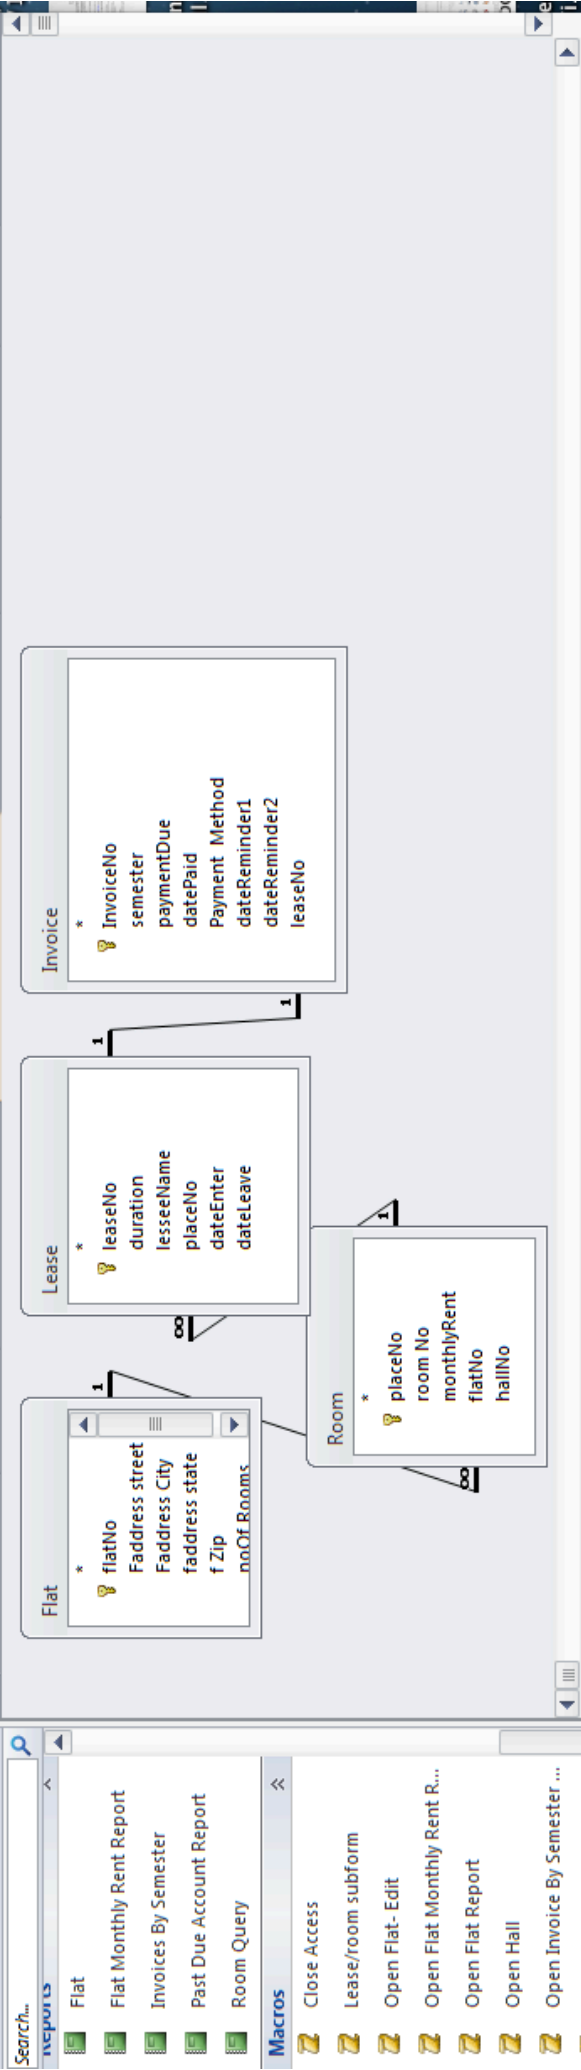 Search...
Reports
Flat
Flat Monthly Rent Report
Invoices By Semester
Past Due Account Report
Room Query
Macros
Close Access
Lease/room subform
Open Flat- Edit
Open Flat Monthly Rent R...
Open Flat Report
Open Hall
Open Invoice By Semester ...
Flat
*
flatNo
Faddress street
Faddress City
faddress state
f Zip
noOf Rooms
1
∞
Room
*
placeNo
room No
monthlyRent
flatNo
hallNo
1
∞
Lease
*
leaseNo
duration
lesseeName
placeNo
dateEnter
dateLeave
1
1
Invoice
*
InvoiceNo
semester
paymentDue
datePaid
Payment Method
dateReminder1
dateReminder2
leaseNo